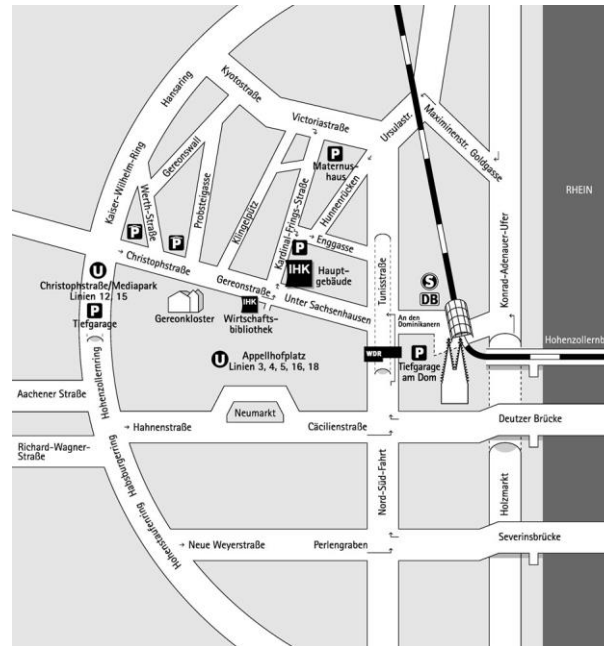 Hansaring
Kyotostraße
Victoriastraße
Ursulastr.
Maximinenstr.
Goldgasse
Kaiser-Wilhelm-Ring
Gereonswall
Werth-Straße
Probsteigasse
Klingelpütz
Kardinal-Frings-Straße
P
Maternus-
haus
Hunnenrücken
RHEIN
P
P
P
Enggasse
Christophstraße
IHK
Haupt-
gebäude
Tunisstraße
S
DB
Konrad-Adenauer-Ufer
U
Christophstraße/Mediapark
Linien 12, 15
P
Tiefgarage
Gereonstraße
Gereonkloster
IHK
Wirtschafts-
bibliothek
Unter Sachsenhausen
An den
Dominikanern
Hohenzollernb
U
Appellhofplatz
Linien 3, 4, 5, 16, 18
WDR
P
Tiefgarage
am Dom
Hohenzollernring
Aachener Straße
Neumarkt
Hahnenstraße
Cäcilienstraße
Deutzer Brücke
Richard-Wagner-
Straße
Habsburgerring
Nord-Süd-Fahrt
Holzmarkt
Hohenstaufenring
Neue Weyerstraße
Perlengraben
Severinsbrücke